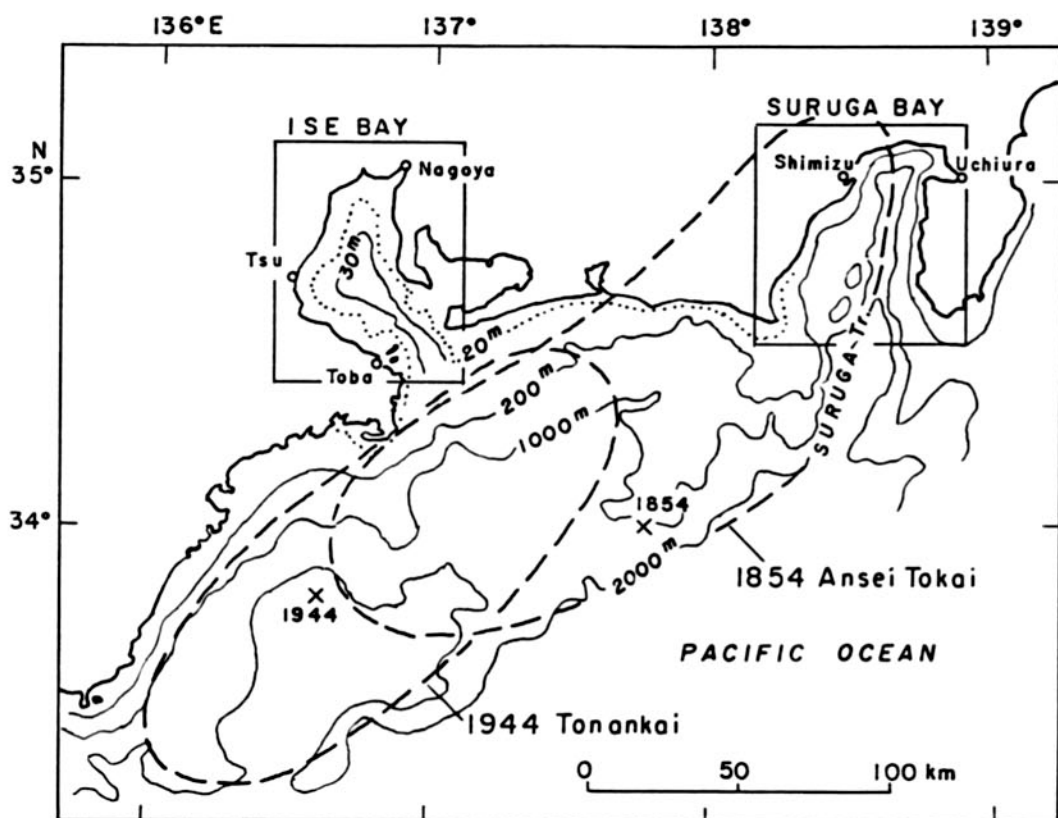 136°E 137° 138° 139°
ISE BAY
SURUGA BAY
N
35°
Nagoya
Shimizu
Uchiura
Tsu
30m
20m
Toba
200m
1000m
SURUGA-Tr.
34°
1854
2000m
1854 Ansei Tokai
1944
PACIFIC OCEAN
1944 Tonankai
0 50 100 km